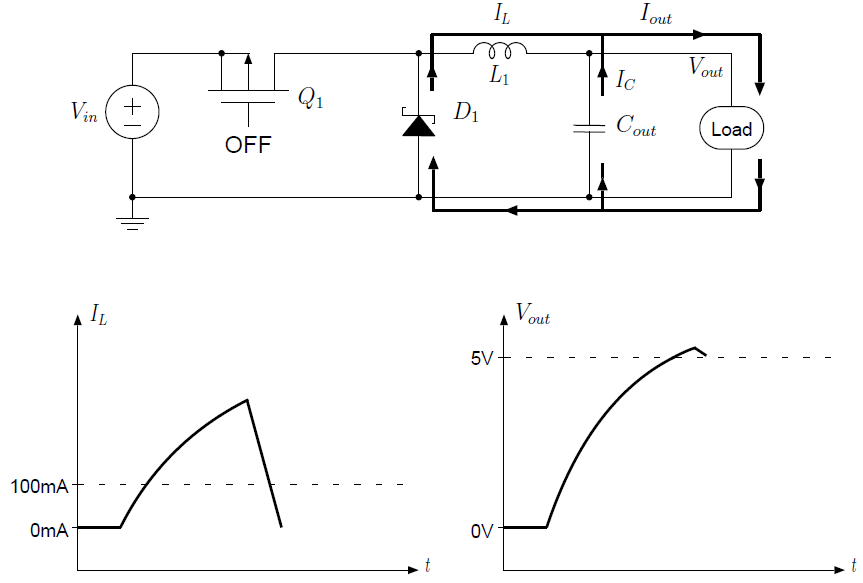 I_L I_out
V_in + − Q_1 L_1 I_C V_out
D_1 C_out Load
OFF
I_L V_out
5V
100mA
0mA 0V
t t